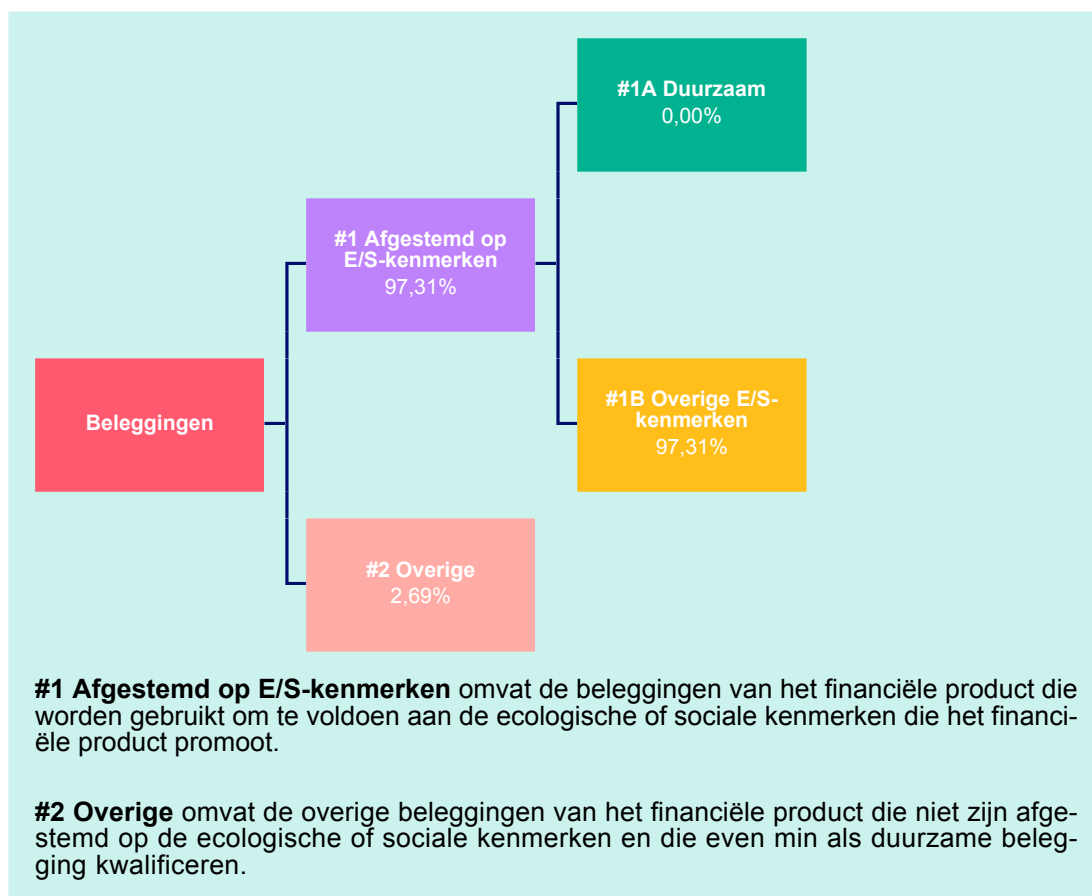 #1A Duurzaam
0,00%
#1 Afgestemd op
E/S-kenmerken
97,31%
Beleggingen
#1B Overige E/S-
kenmerken
97,31%
#2 Overige
2,69%
#1 Afgestemd op E/S-kenmerken omvat de beleggingen van het financiële product die
worden gebruikt om te voldoen aan de ecologische of sociale kenmerken die het financi-
ële product promoot.
#2 Overige omvat de overige beleggingen van het financiële product die niet zijn afge-
stemd op de ecologische of sociale kenmerken en die even min als duurzame beleg-
ging kwalificeren.